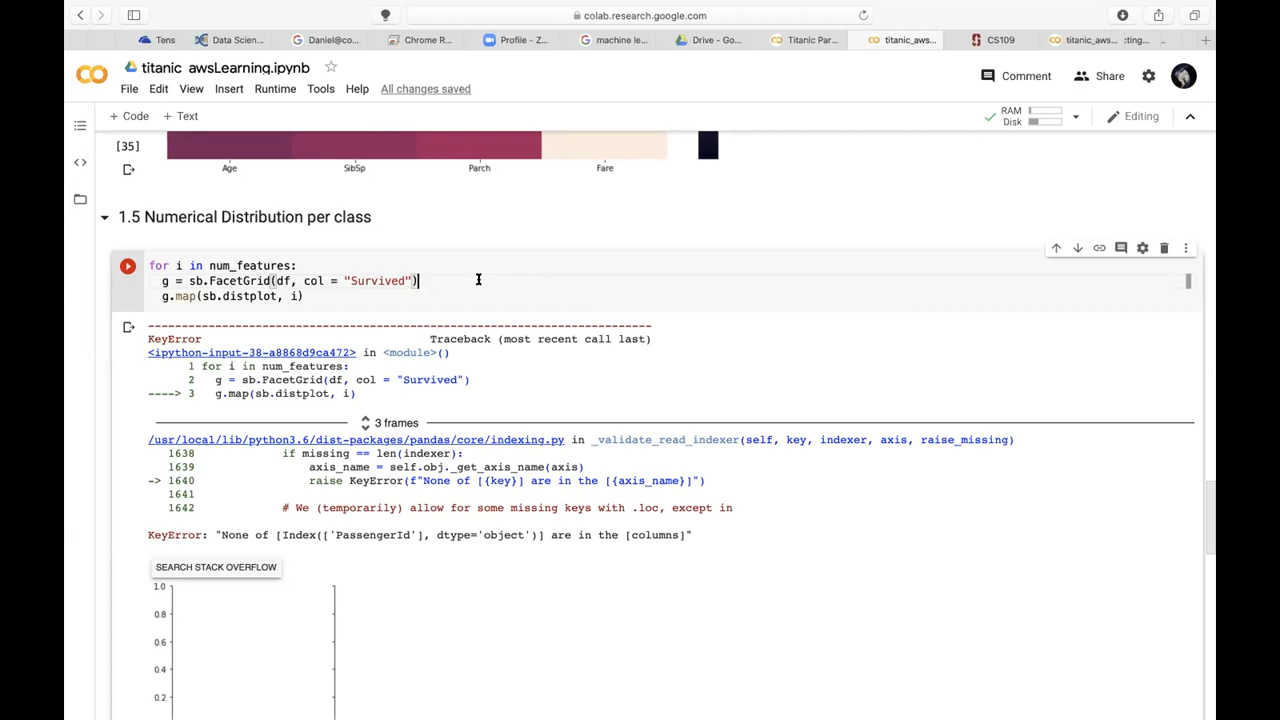 colab.research.google.com
Tens
Data Scien...
Daniel@co...
Chrome R...
Profile - Z...
machine le...
Drive - Go...
Titanic Par...
titanic_aws...
CS109
titanic_aws...
:ting...
titanic_awsLearning.ipynb
File Edit View Insert Runtime Tools Help All changes saved
Comment
Share
+ Code + Text
RAM
Disk
Editing
[35]
Age SibSp Parch Fare
1.5 Numerical Distribution per class
for i in num_features:
g = sb.FacetGrid(df, col = "Survived")
g.map(sb.distplot, i)
---------------------------------------------------------------------------
KeyError Traceback (most recent call last)
<ipython-input-38-a8868d9ca472> in <module>()
1 for i in num_features:
2 g = sb.FacetGrid(df, col = "Survived")
----> 3 g.map(sb.distplot, i)
3 frames
/usr/local/lib/python3.6/dist-packages/pandas/core/indexing.py in _validate_read_indexer(self, key, indexer, axis, raise_missing)
1638 if missing == len(indexer):
1639 axis_name = self.obj._get_axis_name(axis)
-> 1640 raise KeyError(f"None of [{key}] are in the [{axis_name}]")
1641
1642 # We (temporarily) allow for some missing keys with .loc, except in
KeyError: "None of [Index(['PassengerId'], dtype='object')] are in the [columns]"
SEARCH STACK OVERFLOW
1.0
0.8
0.6
0.4
0.2